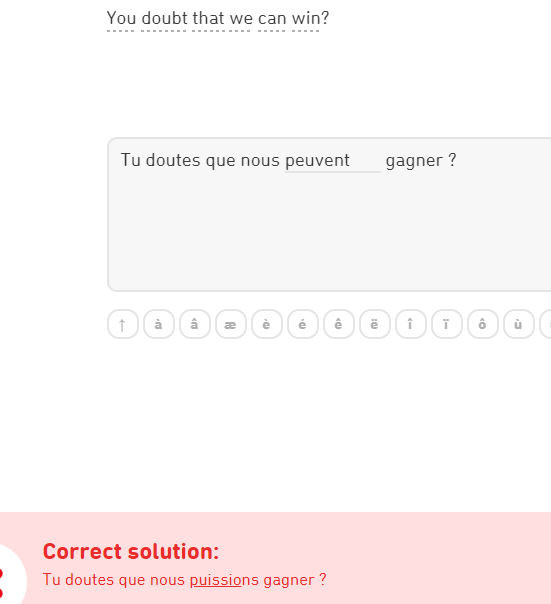 You doubt that we can win?
Tu doutes que nous peuvent gagner ?
↑ à â æ è é ê ë î ï ô ù
Correct solution:
Tu doutes que nous puissions gagner ?